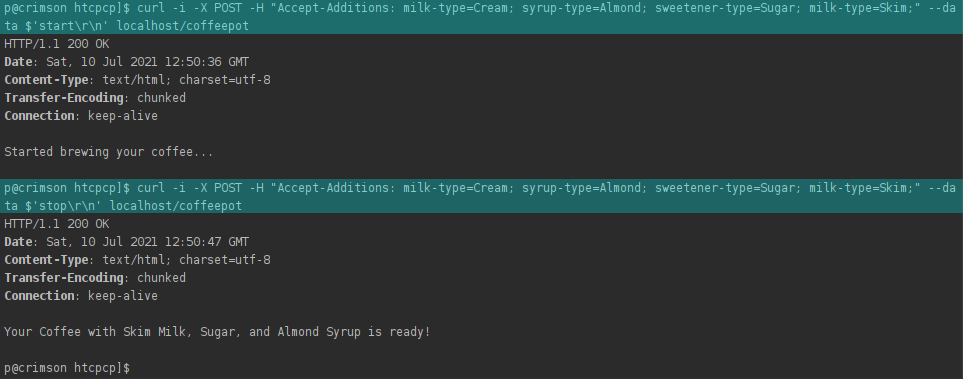 p@crimson htcpcp]$ curl -i -X POST -H "Accept-Additions: milk-type=Cream; syrup-type=Almond; sweetener-type=Sugar; milk-type=Skim;" --da
ta $'start\r\n' localhost/coffeepot
HTTP/1.1 200 OK
Date: Sat, 10 Jul 2021 12:50:36 GMT
Content-Type: text/html; charset=utf-8
Transfer-Encoding: chunked
Connection: keep-alive
Started brewing your coffee...
p@crimson htcpcp]$ curl -i -X POST -H "Accept-Additions: milk-type=Cream; syrup-type=Almond; sweetener-type=Sugar; milk-type=Skim;" --da
ta $'stop\r\n' localhost/coffeepot
HTTP/1.1 200 OK
Date: Sat, 10 Jul 2021 12:50:47 GMT
Content-Type: text/html; charset=utf-8
Transfer-Encoding: chunked
Connection: keep-alive
Your Coffee with Skim Milk, Sugar, and Almond Syrup is ready!
p@crimson htcpcp]$